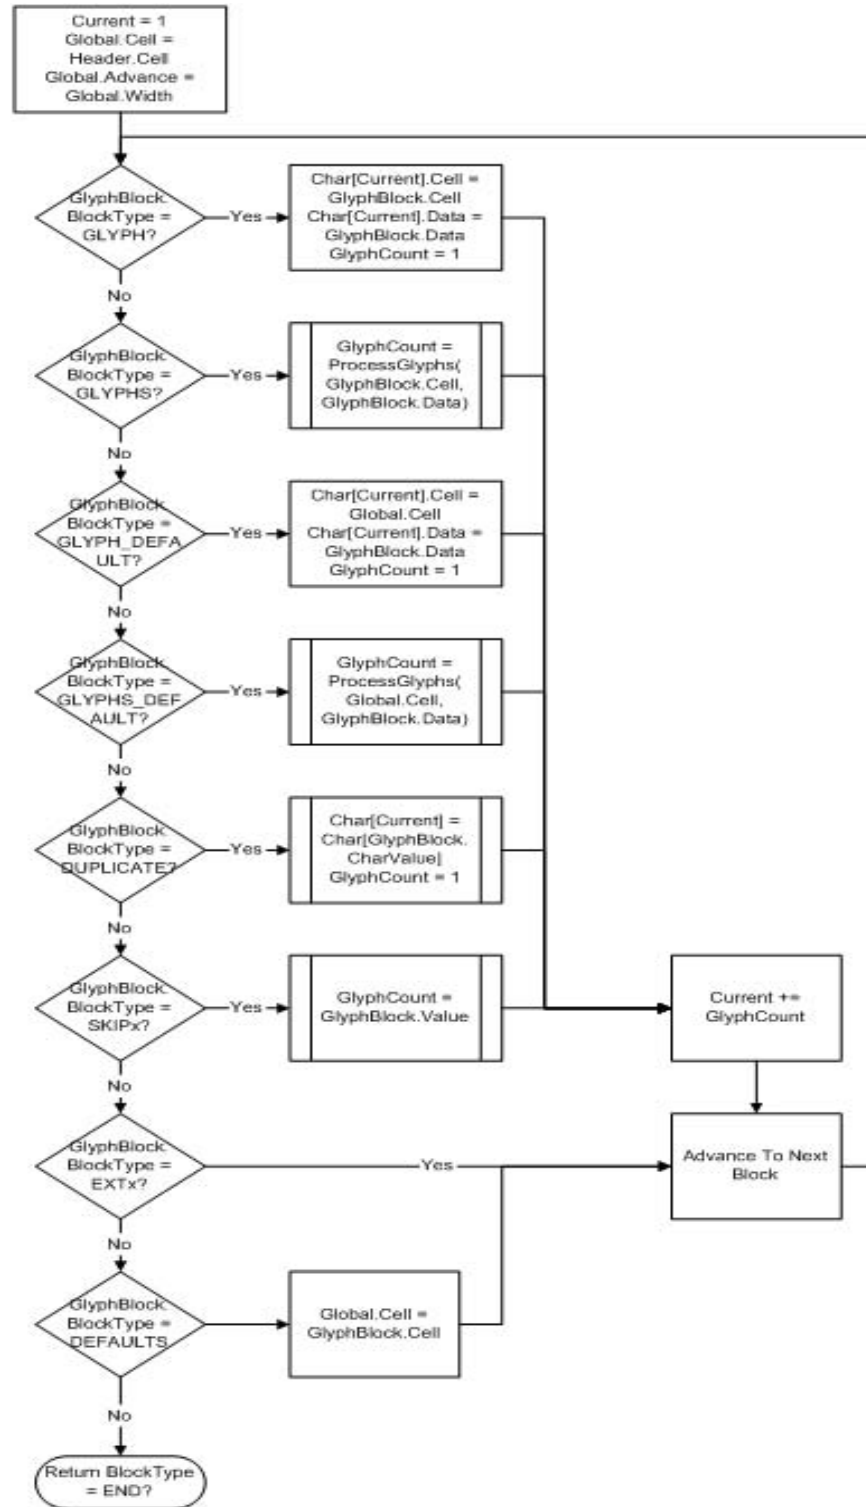 Current = 1
Global.Cell =
Header.Cell
Global.Advance =
Global.Width
GlyphBlock.
BlockType =
GLYPH?
Yes
Char[Current].Cell =
GlyphBlock.Cell
Char[Current].Data =
GlyphBlock.Data
GlyphCount = 1
No
GlyphBlock.
BlockType =
GLYPHS?
Yes
GlyphCount =
ProcessGlyphs(
GlyphBlock.Cell,
GlyphBlock.Data)
No
GlyphBlock.
BlockType =
GLYPH_DEFA
ULT?
Yes
Char[Current].Cell =
Global.Cell
Char[Current].Data =
GlyphBlock.Data
GlyphCount = 1
No
GlyphBlock.
BlockType =
GLYPHS_DEF
AULT?
Yes
GlyphCount =
ProcessGlyphs(
Global.Cell,
GlyphBlock.Data)
No
GlyphBlock.
BlockType =
DUPLICATE?
Yes
Char[Current] =
Char[GlyphBlock.
CharValue]
GlyphCount = 1
No
GlyphBlock.
BlockType =
SKIPx?
Yes
GlyphCount =
GlyphBlock.Value
Current +=
GlyphCount
No
GlyphBlock.
BlockType =
EXTx?
Yes
Advance To Next
Block
No
GlyphBlock.
BlockType =
DEFAULTS
Global.Cell =
GlyphBlock.Cell
No
Return BlockType
= END?